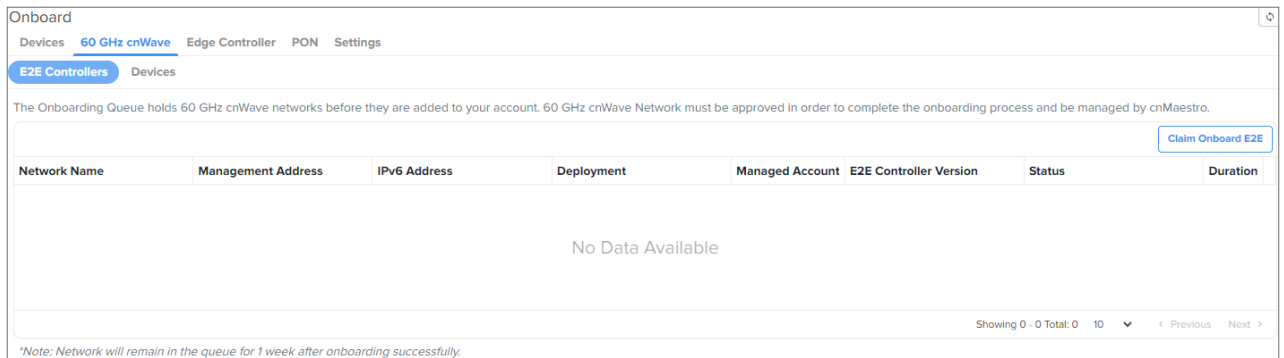 Onboard
Devices 60 GHz cnWave Edge Controller PON Settings
E2E Controllers Devices
The Onboarding Queue holds 60 GHz cnWave networks before they are added to your account. 60 GHz cnWave Network must be approved in order to complete the onboarding process and be managed by cnMaestro.
Claim Onboard E2E
Network Name Management Address IPv6 Address Deployment Managed Account E2E Controller Version Status Duration
No Data Available
Showing 0 - 0 Total: 0 10 < Previous Next >
*Note: Network will remain in the queue for 1 week after onboarding successfully.